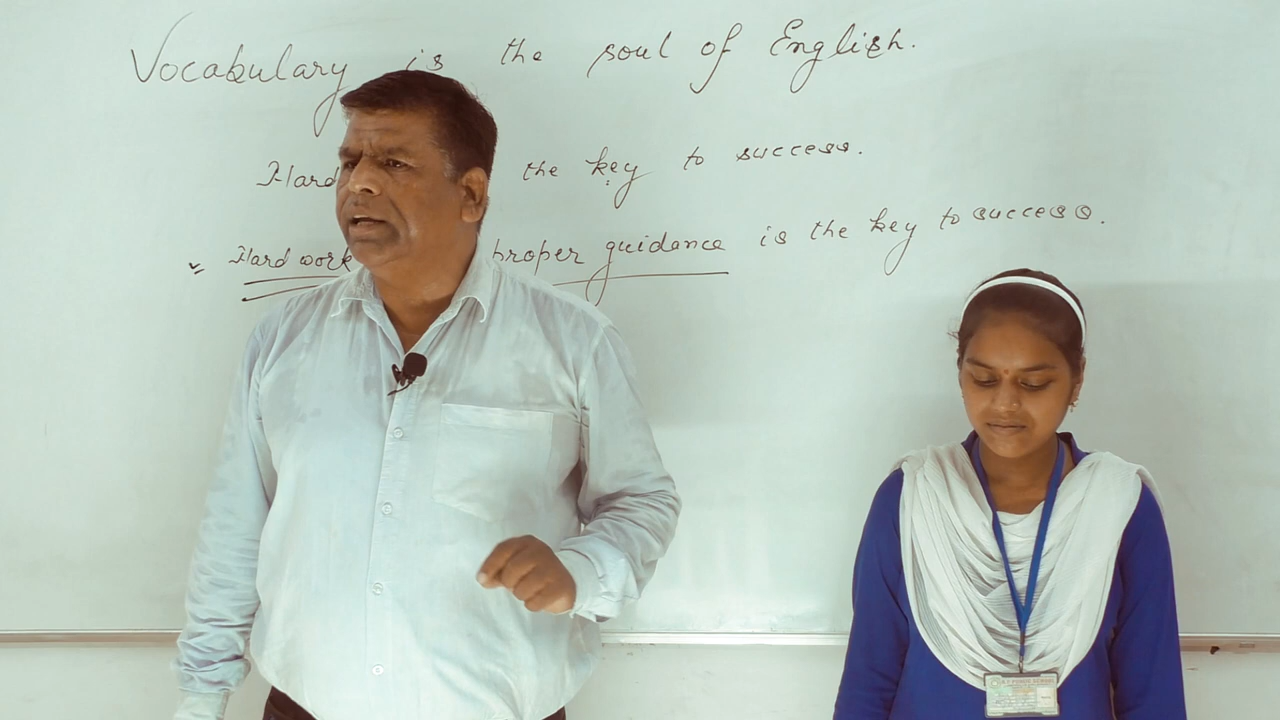 Vocabulary is the soul of English.
Hard the key to success.
Hard work proper guidance is the key to success.